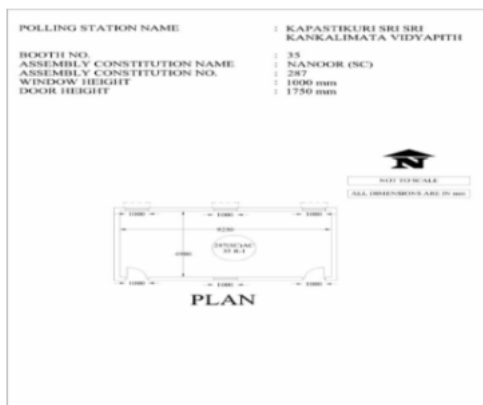 POLLING STATION NAME : KAPASTIKURI SRI SRI
KANKALIMATA VIDYAPITH
BOOTH NO. : 35
ASSEMBLY CONSTITUTION NAME : NANOOR (SC)
ASSEMBLY CONSTITUTION NO. : 287
WINDOW HEIGHT : 1000 mm
DOOR HEIGHT : 1750 mm
N
NOT TO SCALE
ALL DIMENSIONS ARE IN mm
1000 1000 1000
1000 1000 1000
PLAN